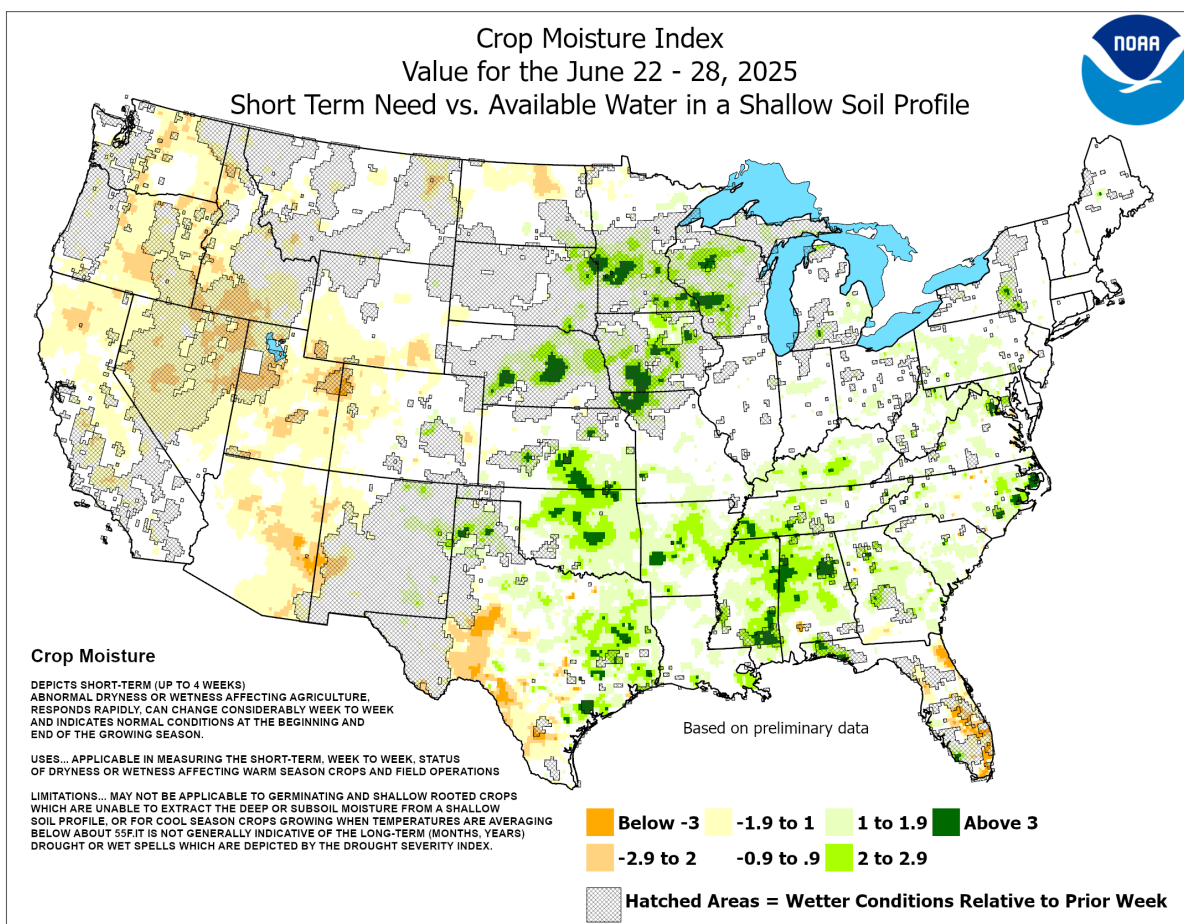 Crop Moisture Index
Value for the June 22 - 28, 2025
Short Term Need vs. Available Water in a Shallow Soil Profile
NOAA
Crop Moisture
DEPICTS SHORT-TERM (UP TO 4 WEEKS)
ABNORMAL DRYNESS OR WETNESS AFFECTING AGRICULTURE,
RESPONDS RAPIDLY, CAN CHANGE CONSIDERABLY WEEK TO WEEK
AND INDICATES NORMAL CONDITIONS AT THE BEGINNING AND
END OF THE GROWING SEASON.
USES... APPLICABLE IN MEASURING THE SHORT-TERM, WEEK TO WEEK, STATUS
OF DRYNESS OR WETNESS AFFECTING WARM SEASON CROPS AND FIELD OPERATIONS
LIMITATIONS... MAY NOT BE APPLICABLE TO GERMINATING AND SHALLOW ROOTED CROPS
WHICH ARE UNABLE TO EXTRACT THE DEEP OR SUBSOIL MOISTURE FROM A SHALLOW
SOIL PROFILE, OR FOR COOL SEASON CROPS GROWING WHEN TEMPERATURES ARE AVERAGING
BELOW ABOUT 55F.IT IS NOT GENERALLY INDICATIVE OF THE LONG-TERM (MONTHS, YEARS)
DROUGHT OR WET SPELLS WHICH ARE DEPICTED BY THE DROUGHT SEVERITY INDEX.
Based on preliminary data
Below -3 -1.9 to 1 1 to 1.9 Above 3
-2.9 to 2 -0.9 to .9 2 to 2.9
Hatched Areas = Wetter Conditions Relative to Prior Week